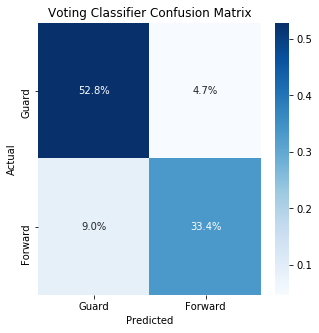 Voting Classifier Confusion Matrix
Actual
Guard
Forward
52.8%
4.7%
9.0%
33.4%
Guard
Forward
Predicted
0.5
0.4
0.3
0.2
0.1